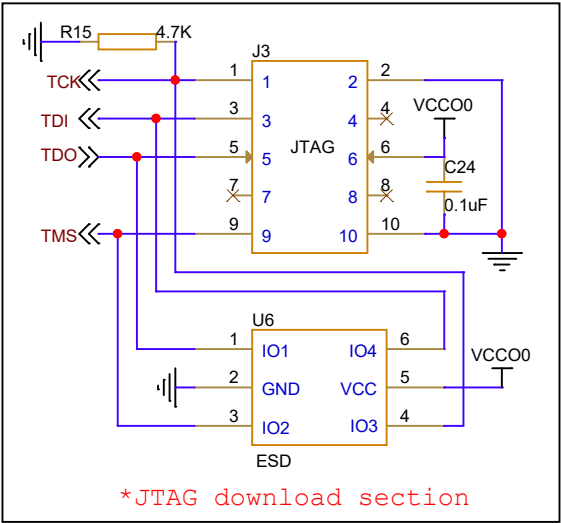 R15 4.7K
J3
TCK 1 1 2 2
VCCO0
TDI 3 3 4 4
TDO 5 5 JTAG 6 6
C24
7 7 8 8
0.1uF
TMS 9 9 10 10
U6
1 IO1 IO4 6
VCCO0
2 GND VCC 5
3 IO2 IO3 4
ESD
*JTAG download section